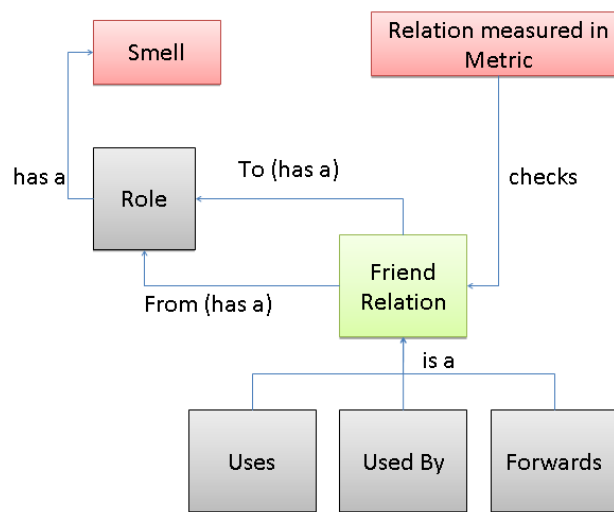 Smell
Relation measured in
Metric
has a
Role
To (has a)
checks
Friend
Relation
From (has a)
is a
Uses
Used By
Forwards